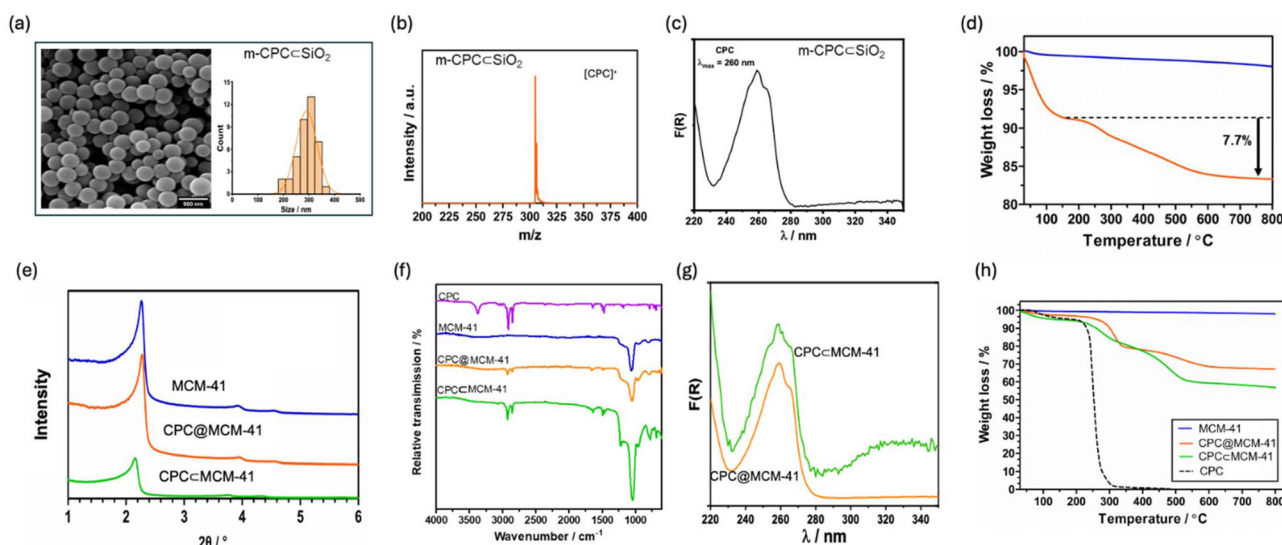 (a)
m-CPC⊂SiO₂
500 nm
Count
15
12
9
6
3
0
0 100 200 300 400 500
Size / nm
(b)
m-CPC⊂SiO₂
[CPC]⁺
Intensity / a.u.
200 225 250 275 300 325 350 375 400
m/z
(c)
CPC
λmax = 260 nm
m-CPC⊂SiO₂
F(R)
220 240 260 280 300 320 340
λ / nm
(d)
Weight loss / %
100
95
90
85
80
7.7%
100 200 300 400 500 600 700 800
Temperature / °C
(e)
Intensity
MCM-41
CPC@MCM-41
CPC⊂MCM-41
1 2 3 4 5 6
2θ / °
(f)
Relative transimission / %
CPC
MCM-41
CPC@MCM-41
CPC⊂MCM-41
4000 3500 3000 2500 2000 1500 1000
Wavenumber / cm⁻¹
(g)
F(R)
CPC⊂MCM-41
CPC@MCM-41
220 240 260 280 300 320 340
λ / nm
(h)
Weight loss / %
100
90
80
70
60
50
40
30
20
10
0
MCM-41
CPC@MCM-41
CPC⊂MCM-41
CPC
100 200 300 400 500 600 700 800
Temperature / °C